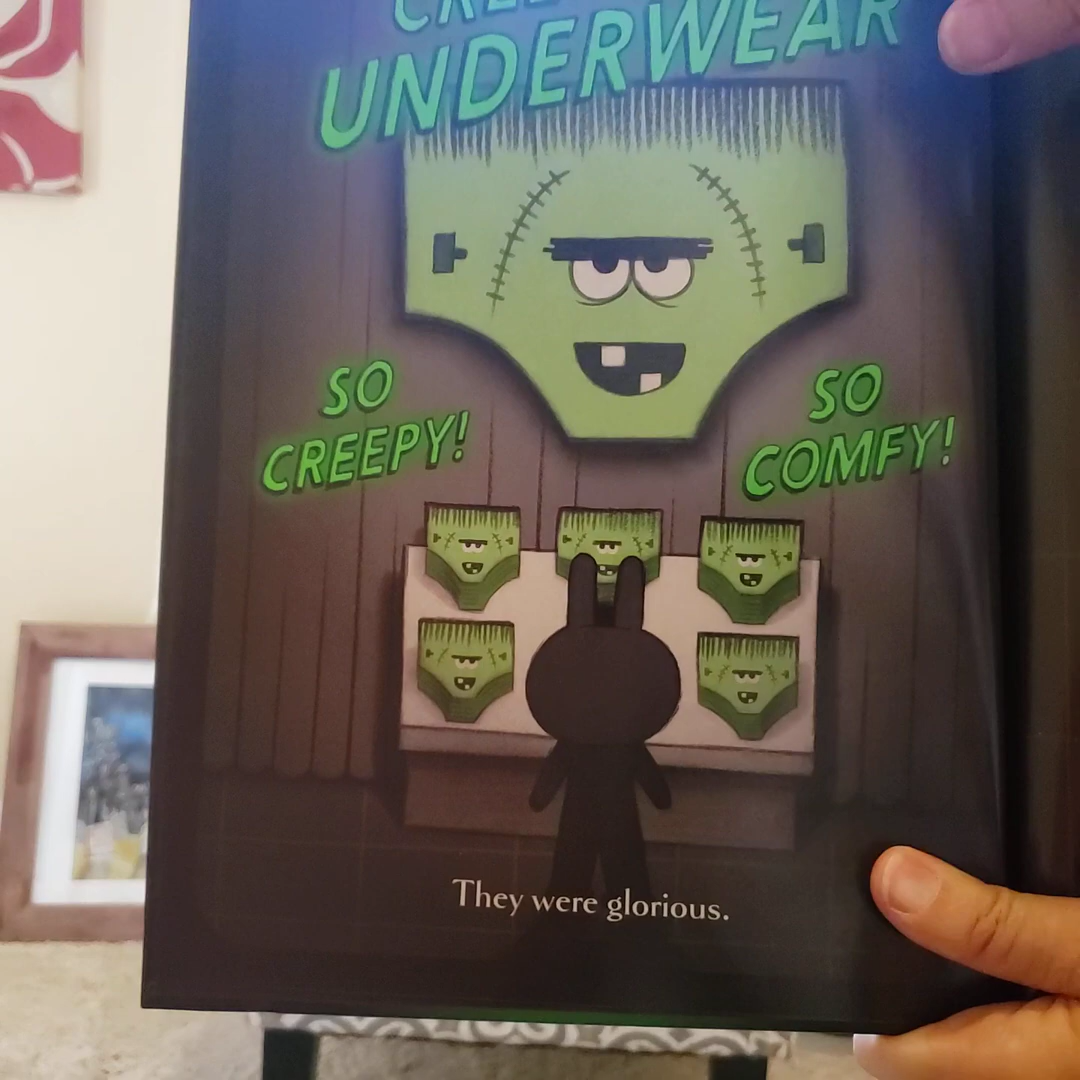 UNDERWEAR
SO
CREEPY!
SO
COMFY!
They were glorious.